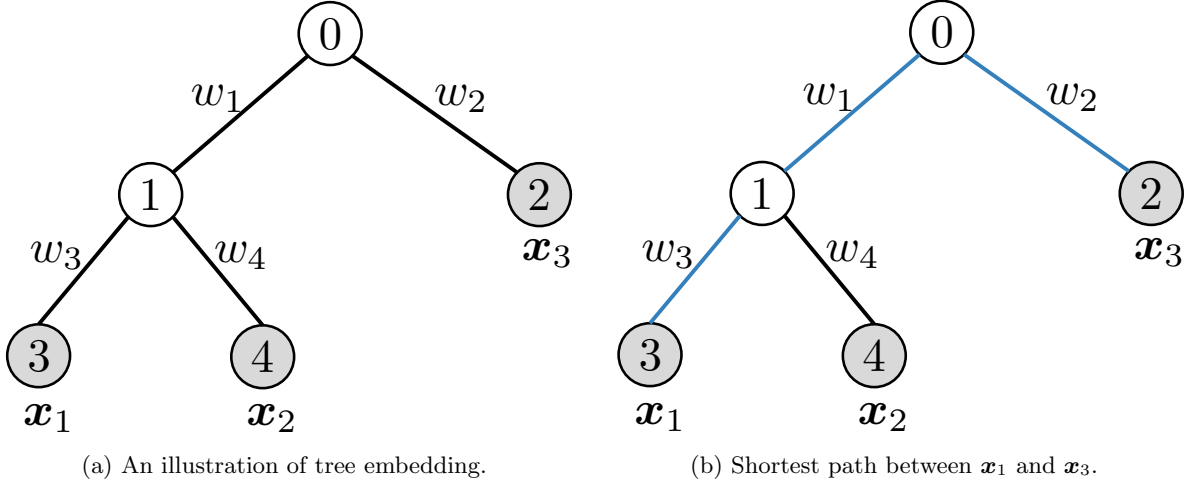 0
w₁
w₂
1
2
x₃
w₃
w₄
3
4
x₁
x₂
(a) An illustration of tree embedding.
0
w₁
w₂
1
2
x₃
w₃
w₄
3
4
x₁
x₂
(b) Shortest path between x₁ and x₃.